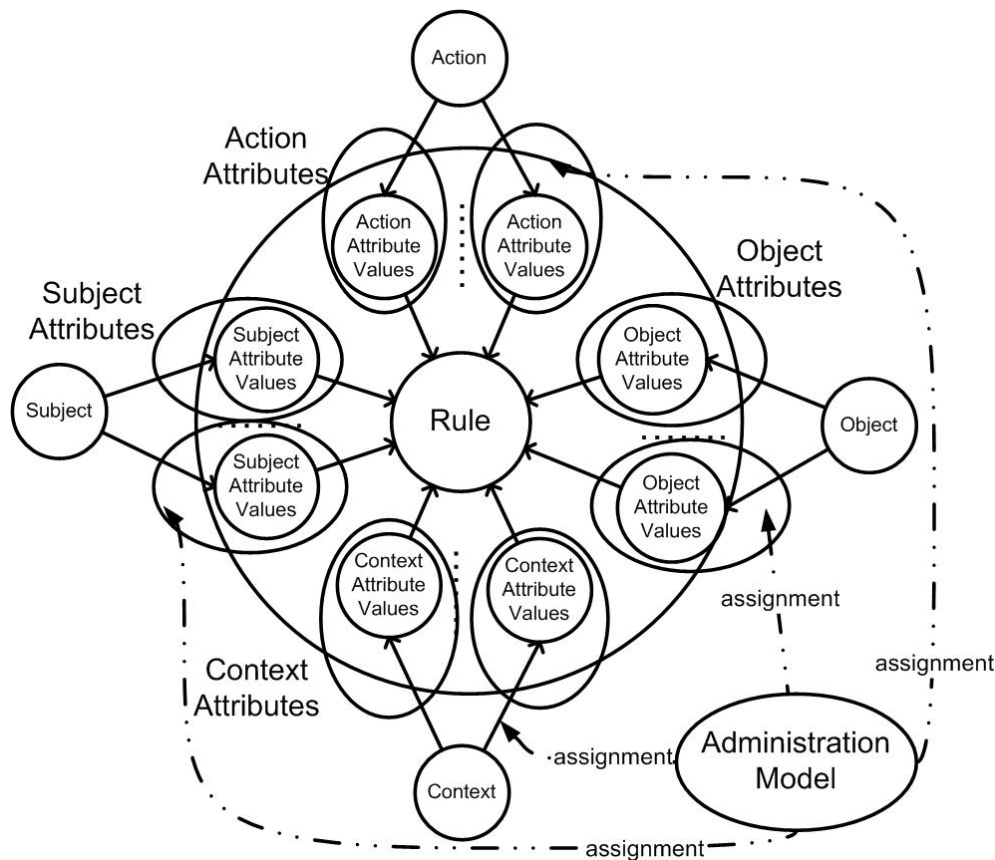 Action
Action
Attributes
Action
Attribute
Values
Action
Attribute
Values
Object
Attributes
Subject
Attributes
Subject
Attribute
Values
Object
Attribute
Values
Subject
Rule
Object
Subject
Attribute
Values
Object
Attribute
Values
Context
Attribute
Values
Context
Attribute
Values
assignment
Context
Attributes
assignment
Administration
Model
assignment
Context
assignment